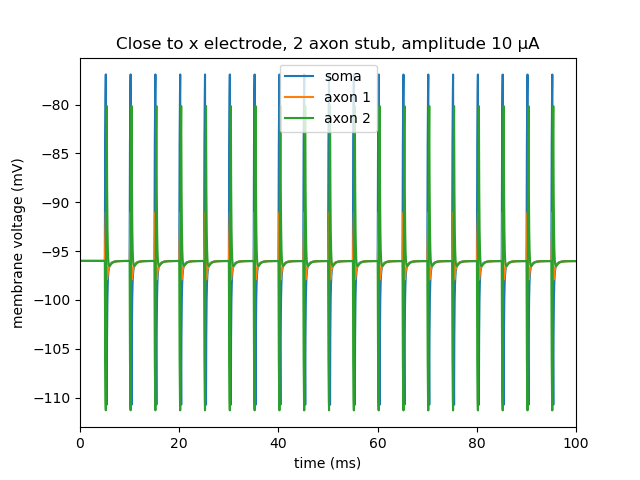 Close to x electrode, 2 axon stub, amplitude 10 μA
soma
axon 1
axon 2
membrane voltage (mV)
−80
−85
−90
−95
−100
−105
−110
0 20 40 60 80 100
time (ms)